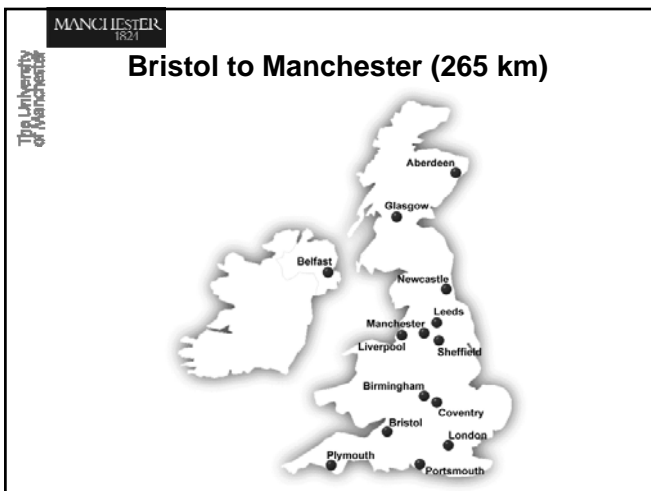 MANCHESTER
1824
The University
of Manchester
Bristol to Manchester (265 km)
Aberdeen
Glasgow
Belfast
Newcastle
Leeds
Manchester
Liverpool
Sheffield
Birmingham
Coventry
Bristol
London
Plymouth
Portsmouth